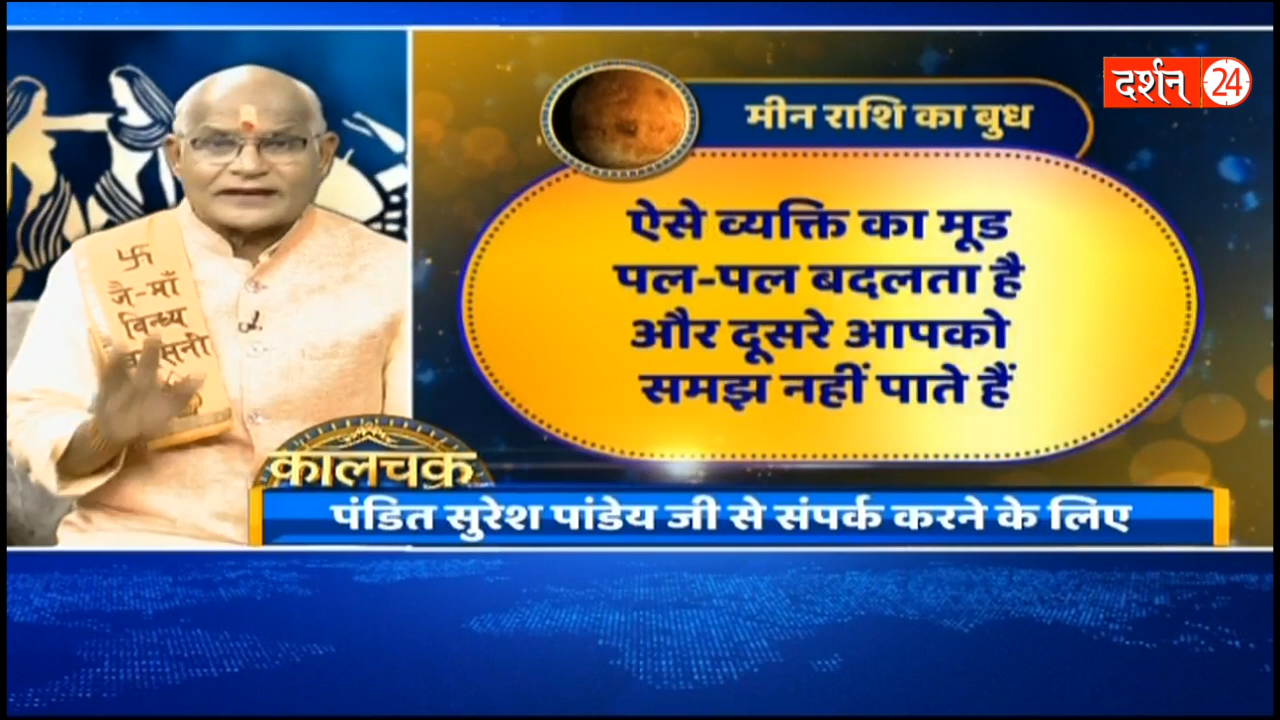 दर्शन् 24
मीन राशि का बुध
ऐसे व्यक्ति का मूड
पल-पल बदलता है
और दूसरे आपको
समझ नहीं पाते हैं
जै-माँ
विन्ध्य
कालचक्र
पंडित सुरेश पांडेय जी से संपर्क करने के लिए